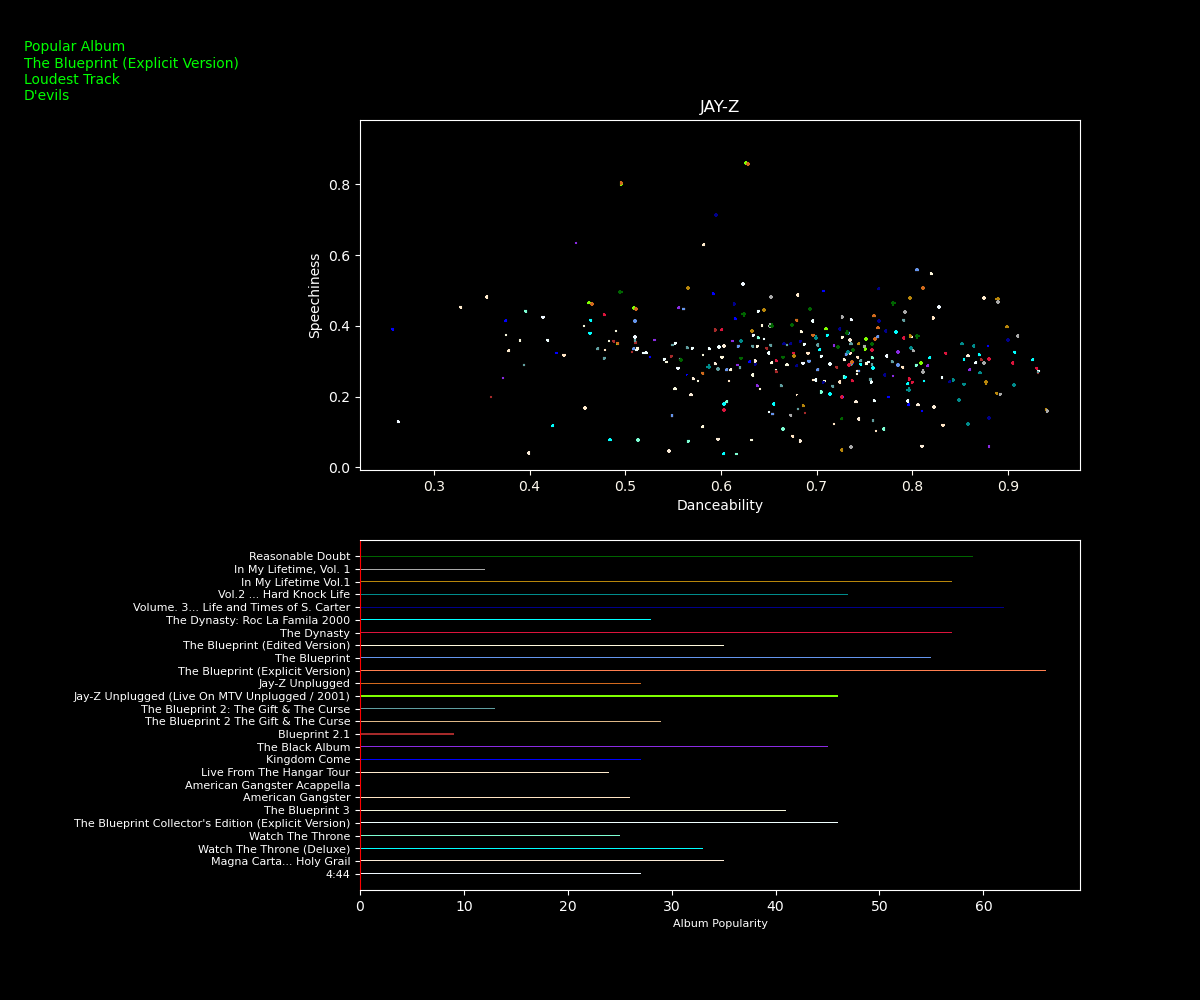 Popular Album
The Blueprint (Explicit Version)
Loudest Track
D'evils
JAY-Z
Speechiness
0.8
0.6
0.4
0.2
0.0
0.3 0.4 0.5 0.6 0.7 0.8 0.9
Danceability
Reasonable Doubt
In My Lifetime, Vol. 1
In My Lifetime Vol.1
Vol.2 ... Hard Knock Life
Volume. 3... Life and Times of S. Carter
The Dynasty: Roc La Famila 2000
The Dynasty
The Blueprint (Edited Version)
The Blueprint
The Blueprint (Explicit Version)
Jay-Z Unplugged
Jay-Z Unplugged (Live On MTV Unplugged / 2001)
The Blueprint 2: The Gift & The Curse
The Blueprint 2 The Gift & The Curse
Blueprint 2.1
The Black Album
Kingdom Come
Live From The Hangar Tour
American Gangster Acappella
American Gangster
The Blueprint 3
The Blueprint Collector's Edition (Explicit Version)
Watch The Throne
Watch The Throne (Deluxe)
Magna Carta... Holy Grail
4:44
0 10 20 30 40 50 60
Album Popularity